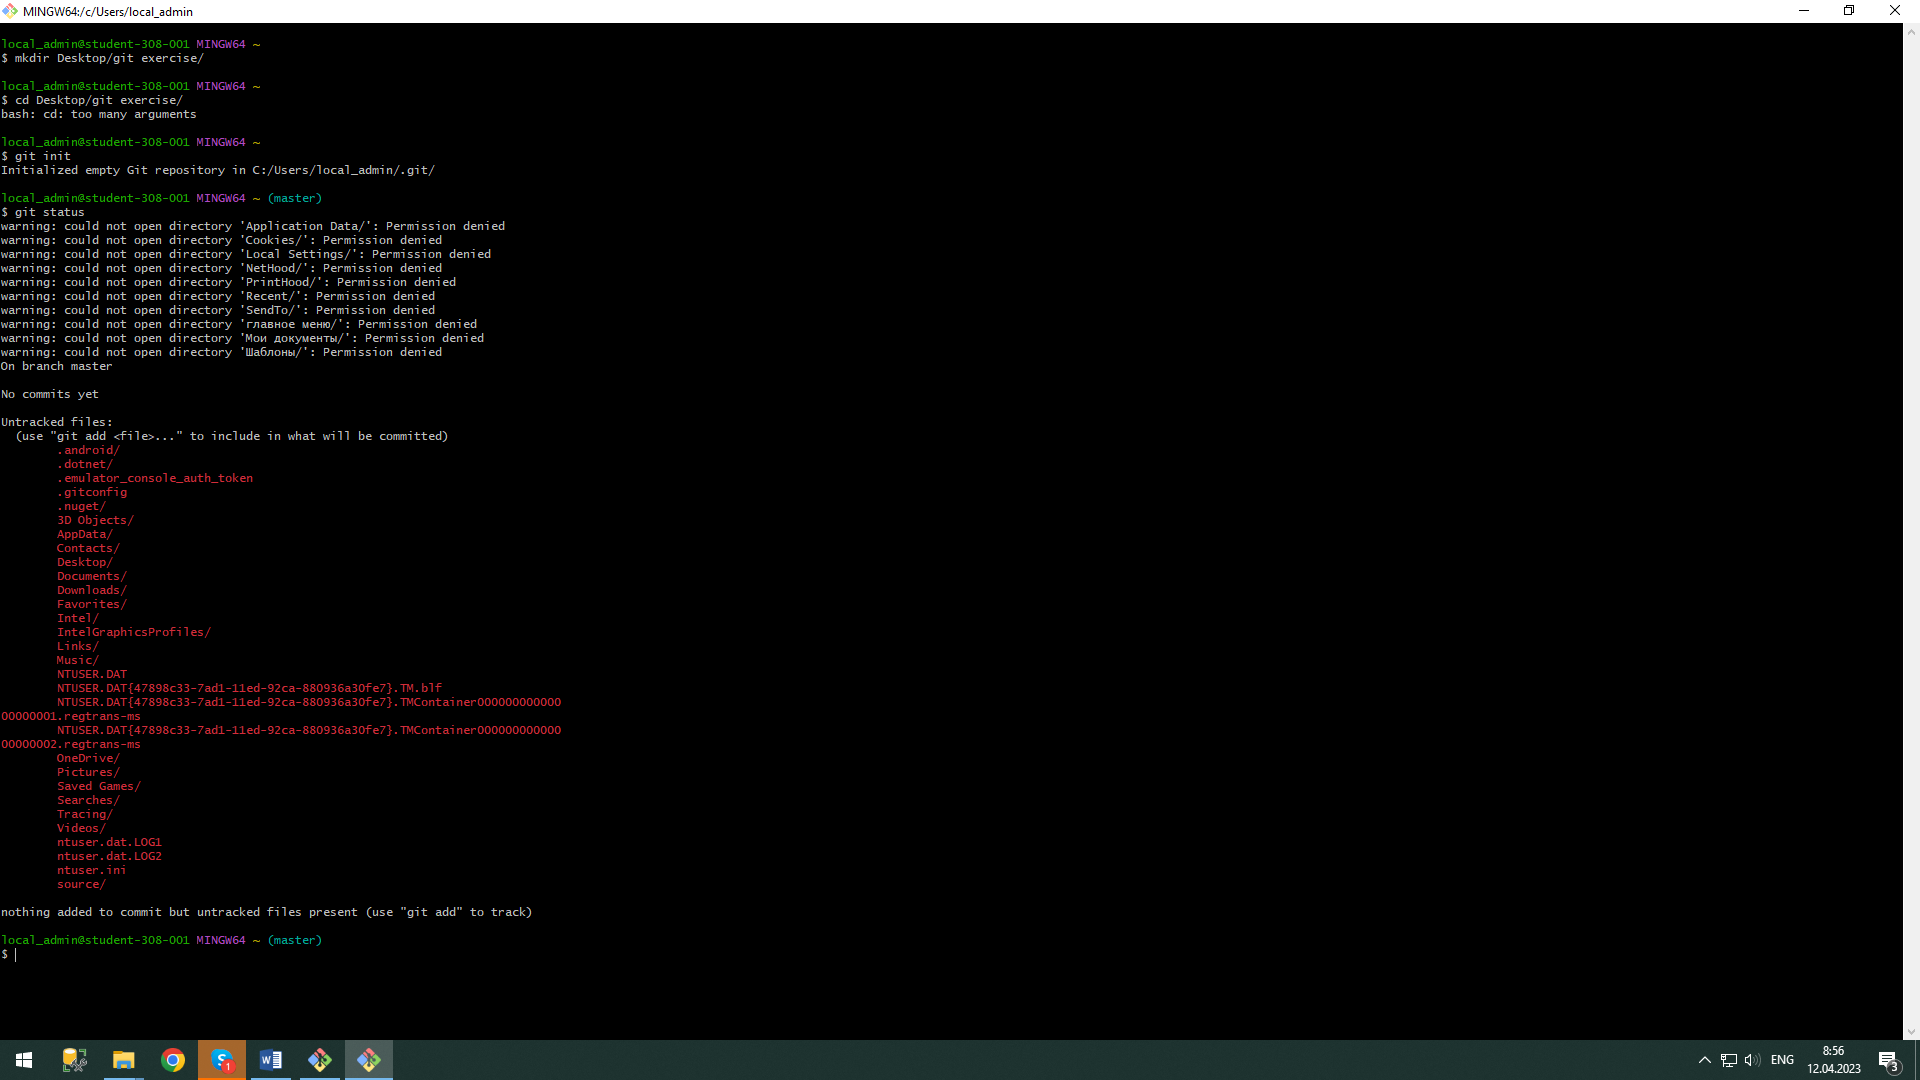 MINGW64:/c/Users/local_admin
local_admin@student-308-001 MINGW64 ~
$ mkdir Desktop/git exercise/
local_admin@student-308-001 MINGW64 ~
$ cd Desktop/git exercise/
bash: cd: too many arguments
local_admin@student-308-001 MINGW64 ~
$ git init
Initialized empty Git repository in C:/Users/local_admin/.git/
local_admin@student-308-001 MINGW64 ~ (master)
$ git status
warning: could not open directory 'Application Data/': Permission denied
warning: could not open directory 'Cookies/': Permission denied
warning: could not open directory 'Local Settings/': Permission denied
warning: could not open directory 'NetHood/': Permission denied
warning: could not open directory 'PrintHood/': Permission denied
warning: could not open directory 'Recent/': Permission denied
warning: could not open directory 'SendTo/': Permission denied
warning: could not open directory 'главное меню/': Permission denied
warning: could not open directory 'Мои документы/': Permission denied
warning: could not open directory 'Шаблоны/': Permission denied
On branch master
No commits yet
Untracked files:
(use "git add <file>..." to include in what will be committed)
.android/
.dotnet/
.emulator_console_auth_token
.gitconfig
.nuget/
3D Objects/
AppData/
Contacts/
Desktop/
Documents/
Downloads/
Favorites/
Intel/
IntelGraphicsProfiles/
Links/
Music/
NTUSER.DAT
NTUSER.DAT{47898c33-7ad1-11ed-92ca-880936a30fe7}.TM.blf
NTUSER.DAT{47898c33-7ad1-11ed-92ca-880936a30fe7}.TMContainer000000000000
00000001.regtrans-ms
NTUSER.DAT{47898c33-7ad1-11ed-92ca-880936a30fe7}.TMContainer000000000000
00000002.regtrans-ms
OneDrive/
Pictures/
Saved Games/
Searches/
Tracing/
Videos/
ntuser.dat.LOG1
ntuser.dat.LOG2
ntuser.ini
source/
nothing added to commit but untracked files present (use "git add" to track)
local_admin@student-308-001 MINGW64 ~ (master)
$
S 1
W
ENG
8:56
12.04.2023
3